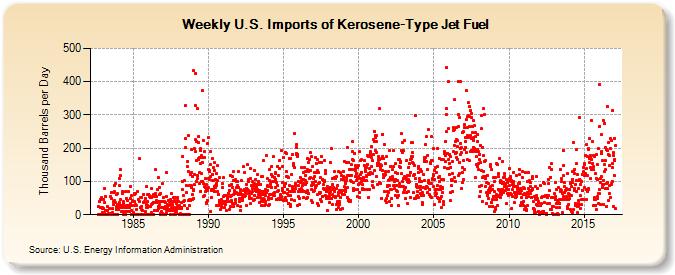 Weekly U.S. Imports of Kerosene-Type Jet Fuel
Thousand Barrels per Day
500
400
300
200
100
0
1985 1990 1995 2000 2005 2010 2015
Source: U.S. Energy Information Administration